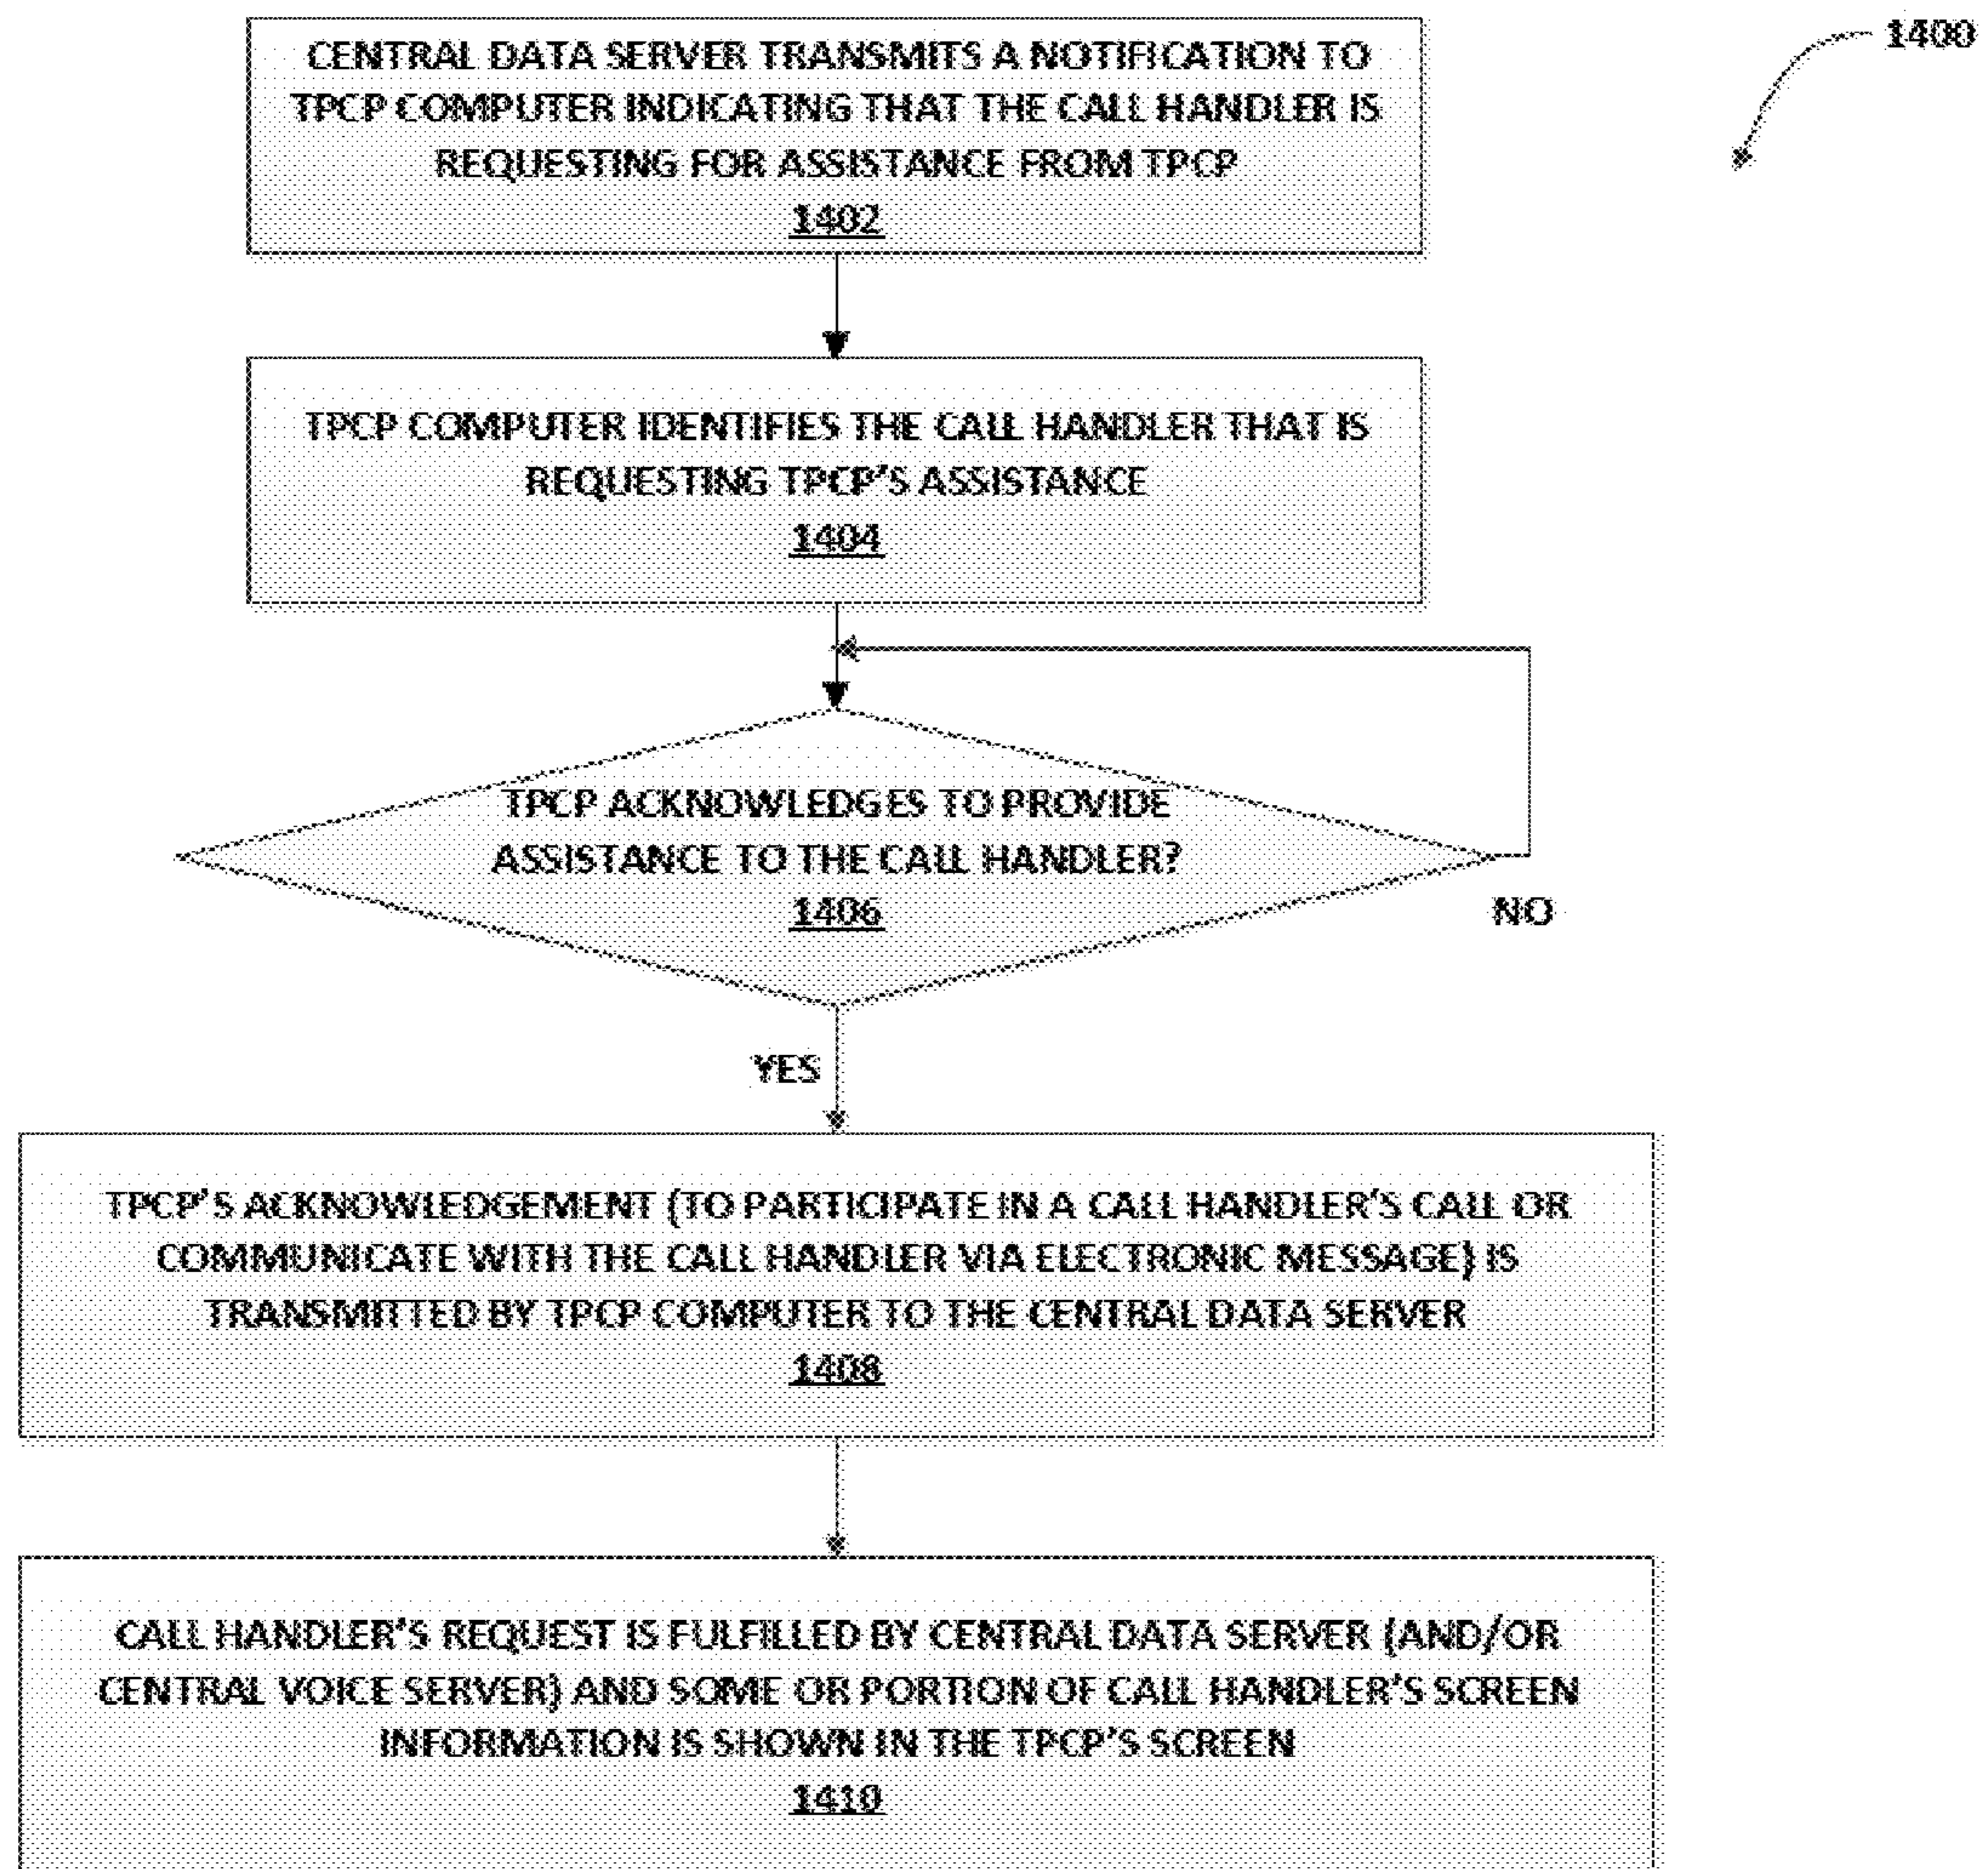 1400
CENTRAL DATA SERVER TRANSMITS A NOTIFICATION TO
TPCP COMPUTER INDICATING THAT THE CALL HANDLER IS
REQUESTING FOR ASSISTANCE FROM TPCP
1402
TPCP COMPUTER IDENTIFIES THE CALL HANDLER THAT IS
REQUESTING TPCP'S ASSISTANCE
1404
TPCP ACKNOWLEDGES TO PROVIDE
ASSISTANCE TO THE CALL HANDLER?
1406
NO
YES
TPCP'S ACKNOWLEDGEMENT (TO PARTICIPATE IN A CALL HANDLER'S CALL OR
COMMUNICATE WITH THE CALL HANDLER VIA ELECTRONIC MESSAGE) IS
TRANSMITTED BY TPCP COMPUTER TO THE CENTRAL DATA SERVER
1408
CALL HANDLER'S REQUEST IS FULFILLED BY CENTRAL DATA SERVER (AND/OR
CENTRAL VOICE SERVER) AND SOME OR PORTION OF CALL HANDLER'S SCREEN
INFORMATION IS SHOWN IN THE TPCP'S SCREEN
1410